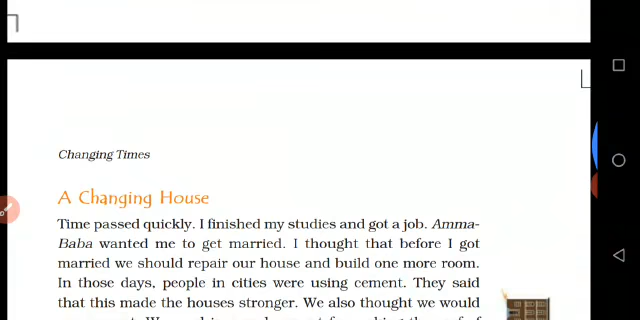 Changing Times
A Changing House
Time passed quickly. I finished my studies and got a job. Amma-
Baba wanted me to get married. I thought that before I got
married we should repair our house and build one more room.
In those days, people in cities were using cement. They said
that this made the houses stronger. We also thought we would